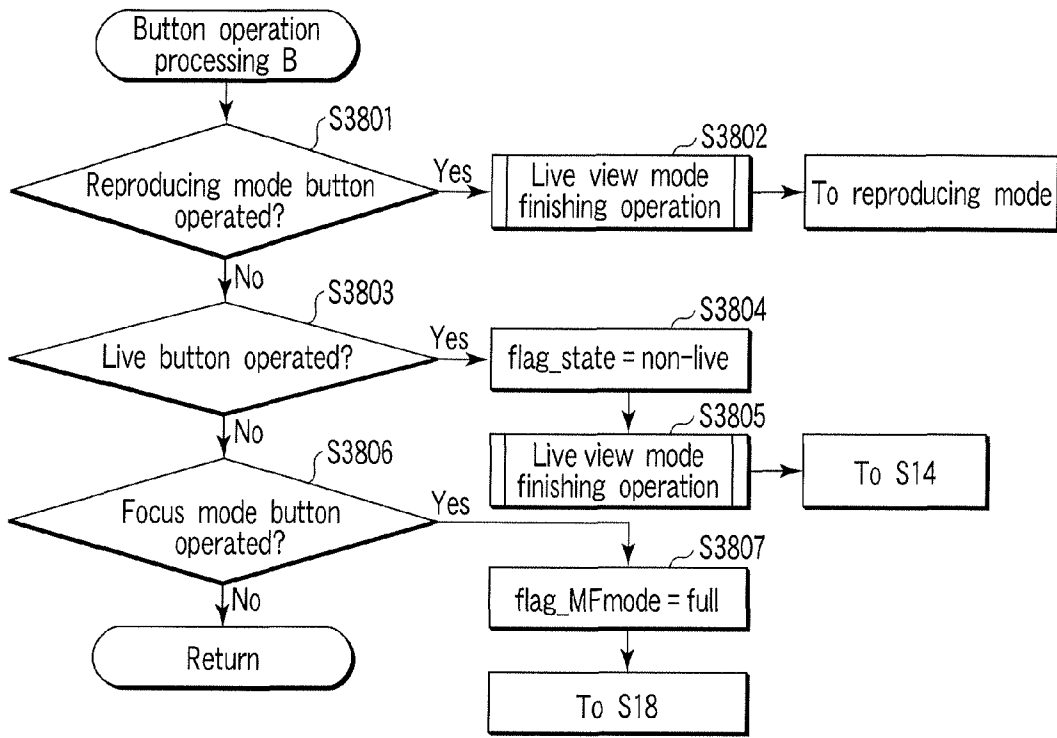 Button operation
processing B
S3801
Reproducing mode button
operated?
Yes
S3802
Live view mode
finishing operation
To reproducing mode
No
S3803
Live button operated?
Yes
S3804
flag_state = non-live
S3805
Live view mode
finishing operation
To S14
No
S3806
Focus mode button
operated?
Yes
S3807
flag_MFmode = full
To S18
No
Return